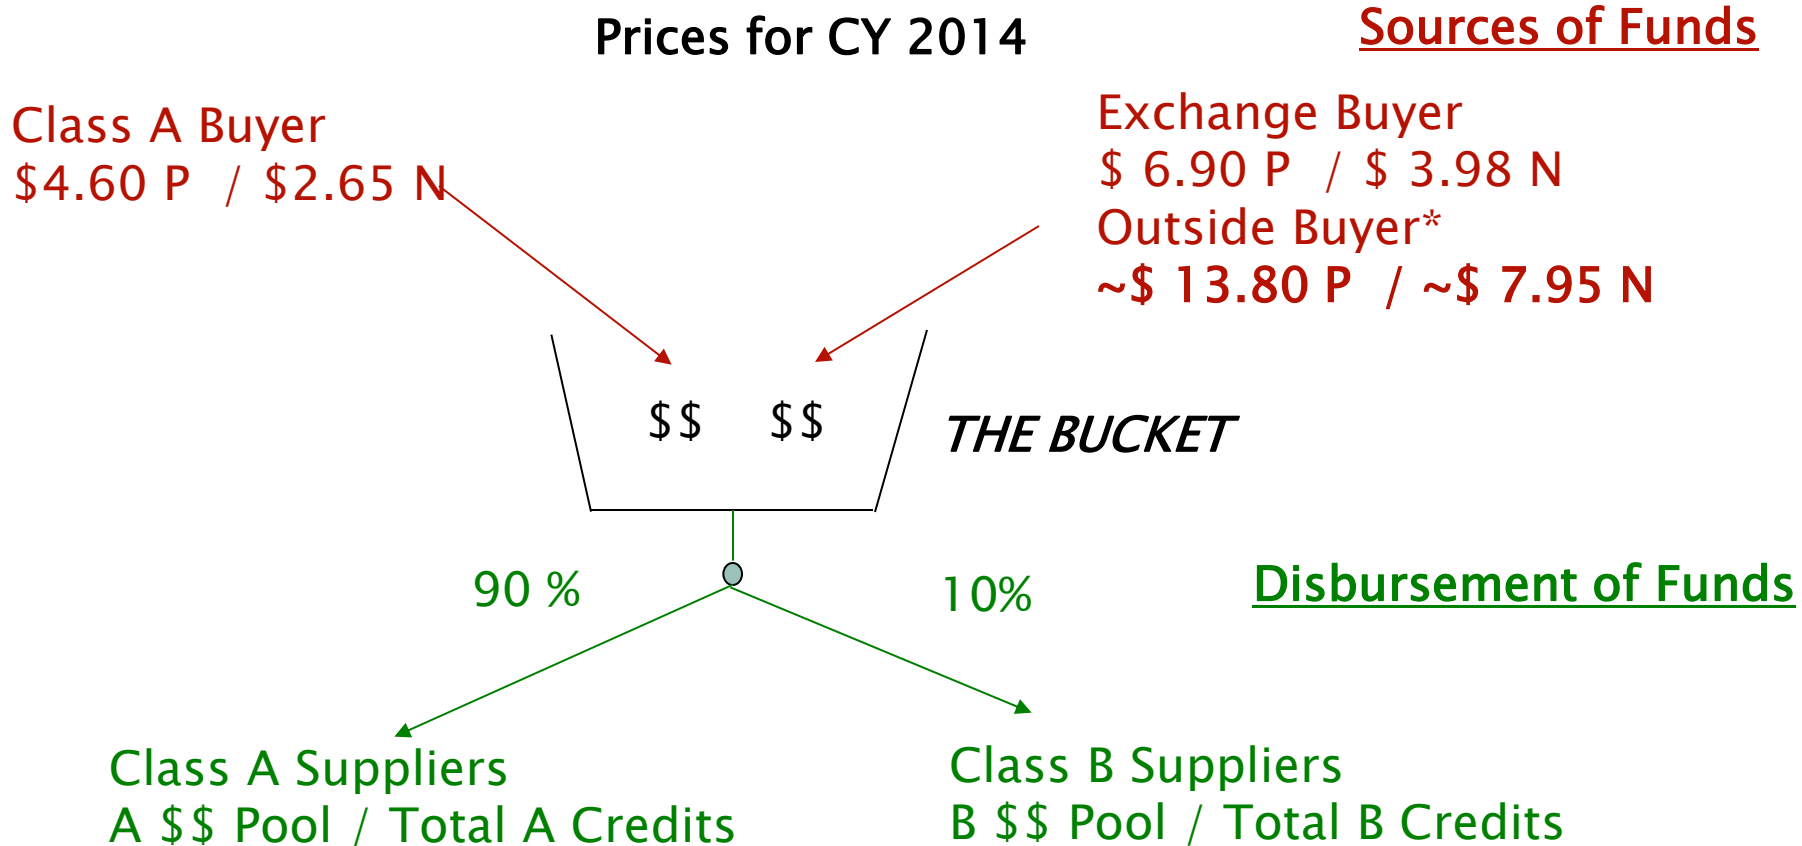 Prices for CY 2014
Sources of Funds
Class A Buyer
$4.60 P / $2.65 N
Exchange Buyer
$ 6.90 P / $ 3.98 N
Outside Buyer*
~$ 13.80 P / ~$ 7.95 N
$$ $$
THE BUCKET
90 %
10%
Disbursement of Funds
Class A Suppliers
A $$ Pool / Total A Credits
Class B Suppliers
B $$ Pool / Total B Credits